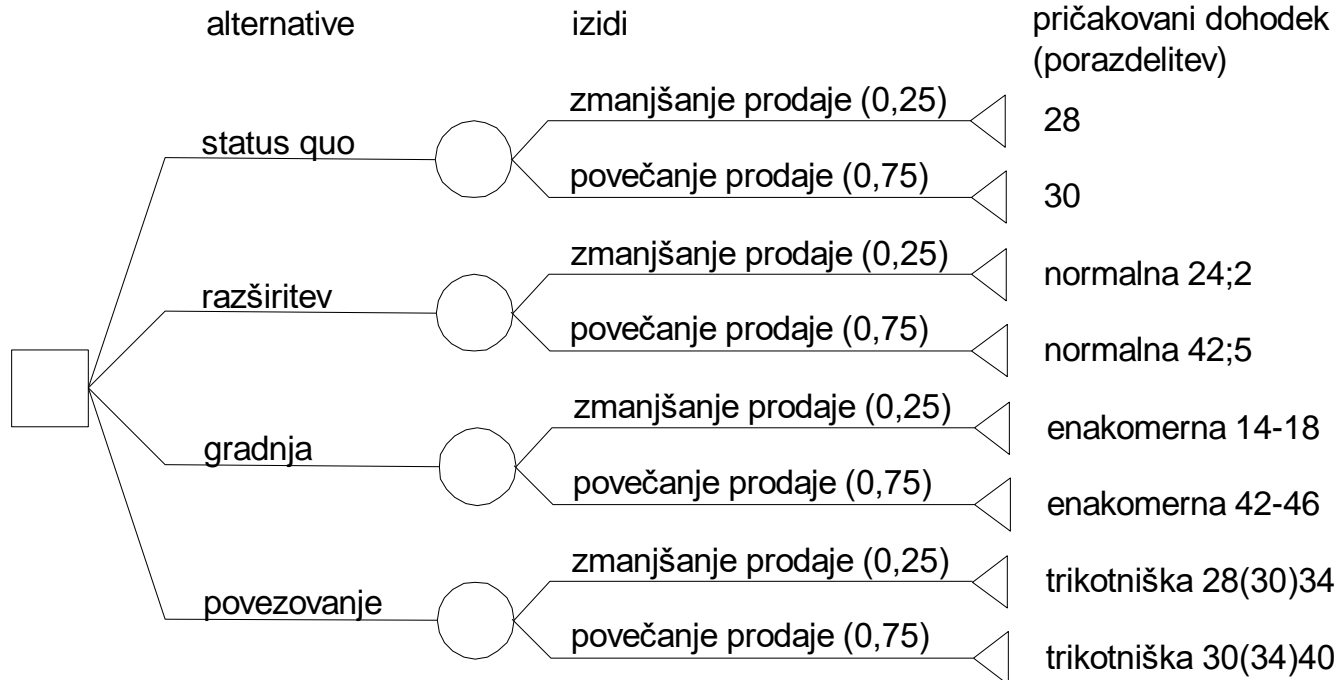 alternative
izidi
pričakovani dohodek
(porazdelitev)
status quo
zmanjšanje prodaje (0,25)
28
povečanje prodaje (0,75)
30
razširitev
zmanjšanje prodaje (0,25)
normalna 24;2
povečanje prodaje (0,75)
normalna 42;5
gradnja
zmanjšanje prodaje (0,25)
enakomerna 14-18
povečanje prodaje (0,75)
enakomerna 42-46
povezovanje
zmanjšanje prodaje (0,25)
trikotniška 28(30)34
povečanje prodaje (0,75)
trikotniška 30(34)40